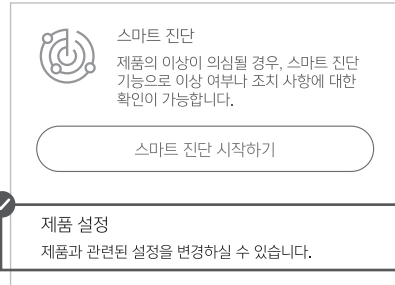 스마트 진단
제품의 이상이 의심될 경우, 스마트 진단
기능으로 이상 여부나 조치 사항에 대한
확인이 가능합니다.
스마트 진단 시작하기
제품 설정
제품과 관련된 설정을 변경하실 수 있습니다.